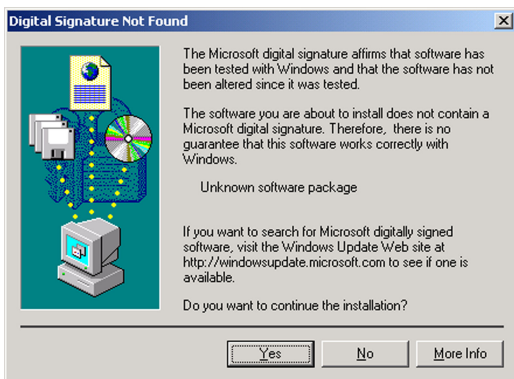 Digital Signature Not Found
The Microsoft digital signature affirms that software has
been tested with Windows and that the software has not
been altered since it was tested.
The software you are about to install does not contain a
Microsoft digital signature. Therefore,  there is no
guarantee that this software works correctly with
Windows.
Unknown software package
If you want to search for Microsoft digitally signed
software, visit the Windows Update Web site at
http://windowsupdate.microsoft.com to see if one is
available.
Do you want to continue the installation?
Yes
No
More Info